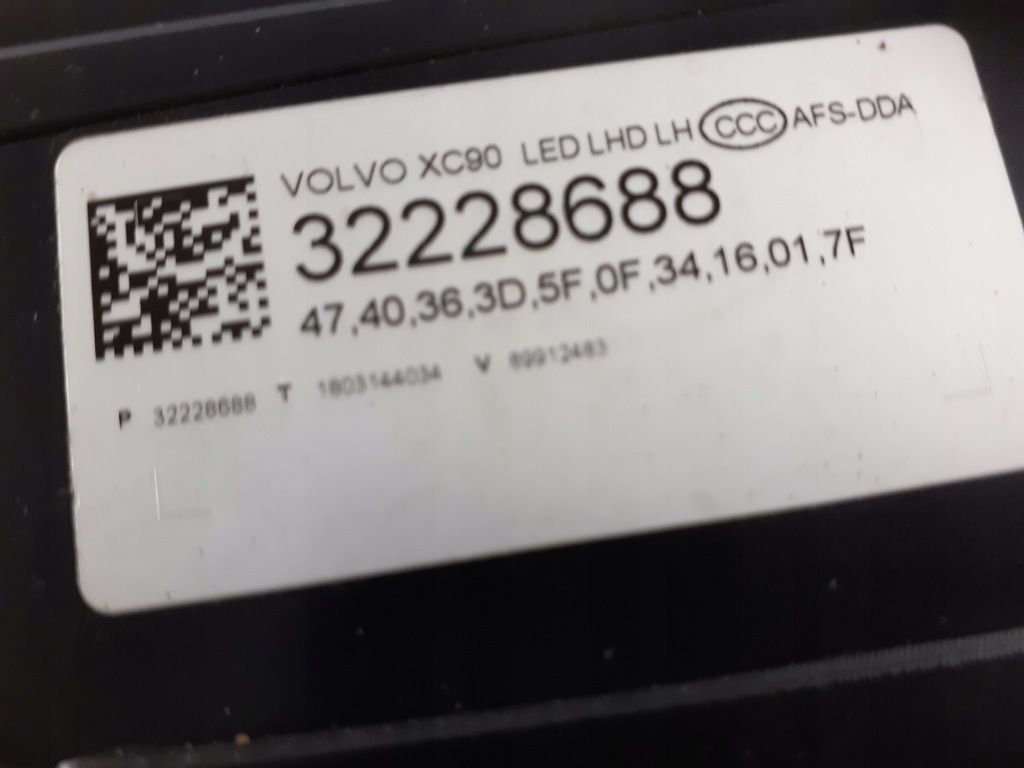 VOLVO XC90 LED LHD LH CCC AFS-DDA
32228688
47,40,36,3D,5F,0F,34,16,01,7F
P 32228688 T 1803144034 V 89912483